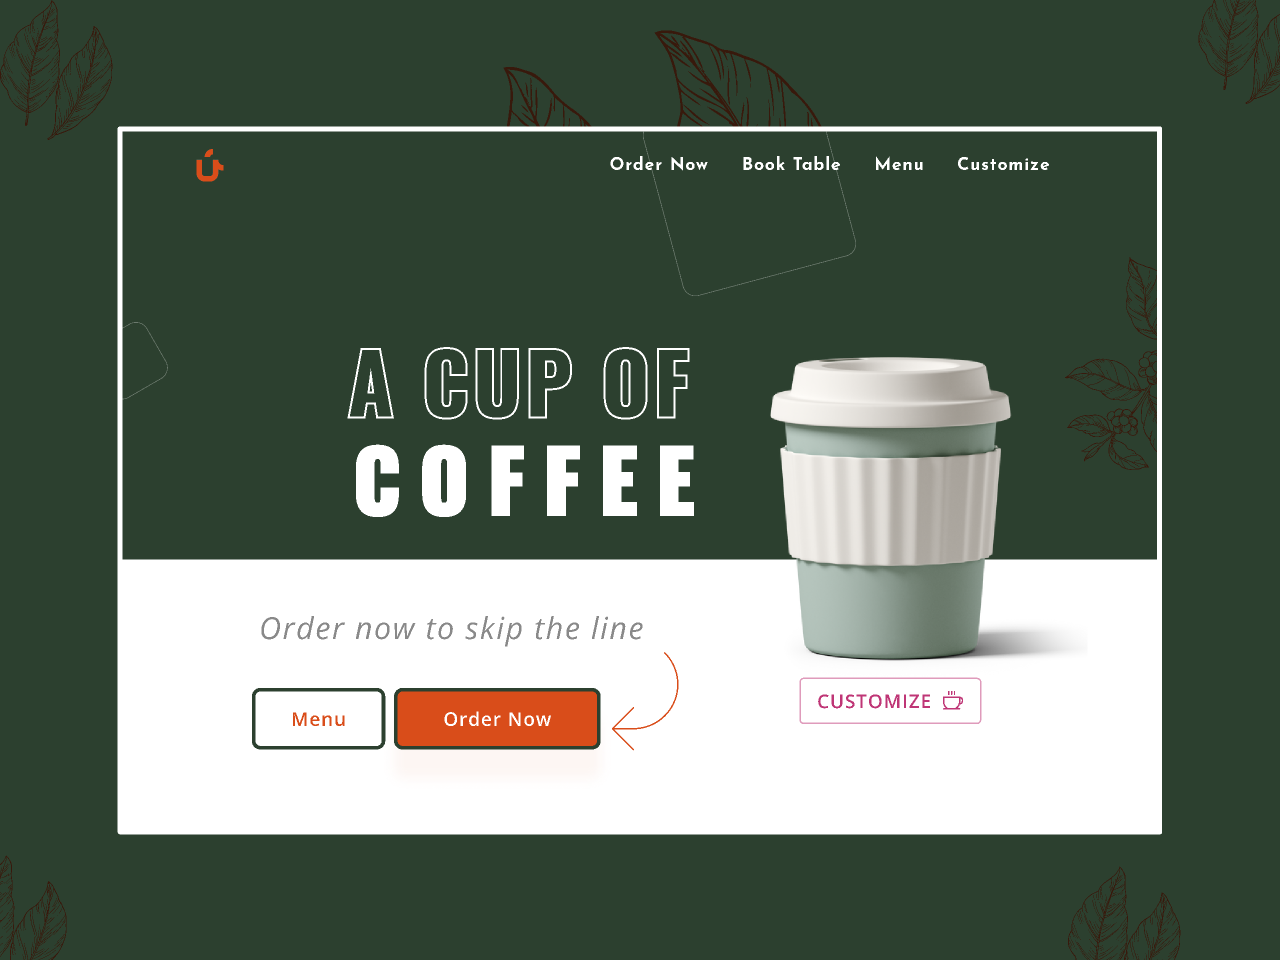 Order Now Book Table Menu Customize
A CUP OF
COFFEE
Order now to skip the line
Menu
Order Now
CUSTOMIZE